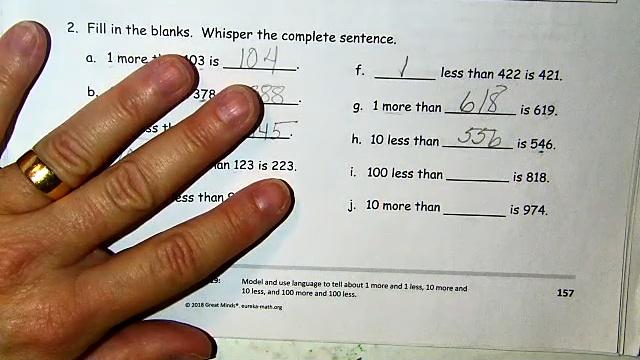 2. Fill in the blanks. Whisper the complete sentence.
a. 1 more 103 is 104.
b. 378 388
45.
than 123 is 223.
less than
f. 1 less than 422 is 421.
g. 1 more than 618 is 619.
h. 10 less than 556 is 546.
i. 100 less than ______ is 818.
j. 10 more than ______ is 974.
Model and use language to tell about 1 more and 1 less, 10 more and
10 less, and 100 more and 100 less.
157
© 2018 Great Minds®. eureka-math.org